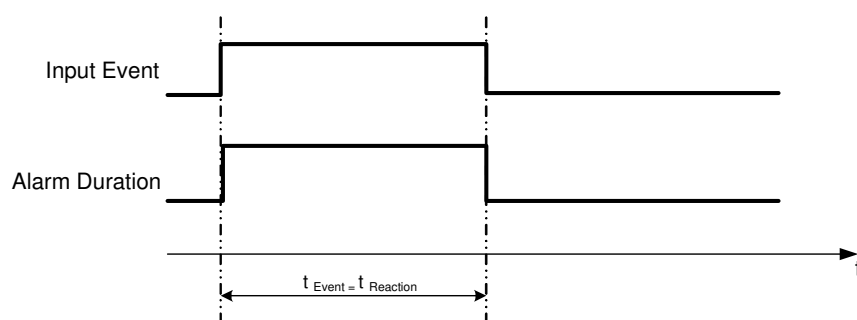 Input Event
Alarm Duration
t
t Event = t Reaction